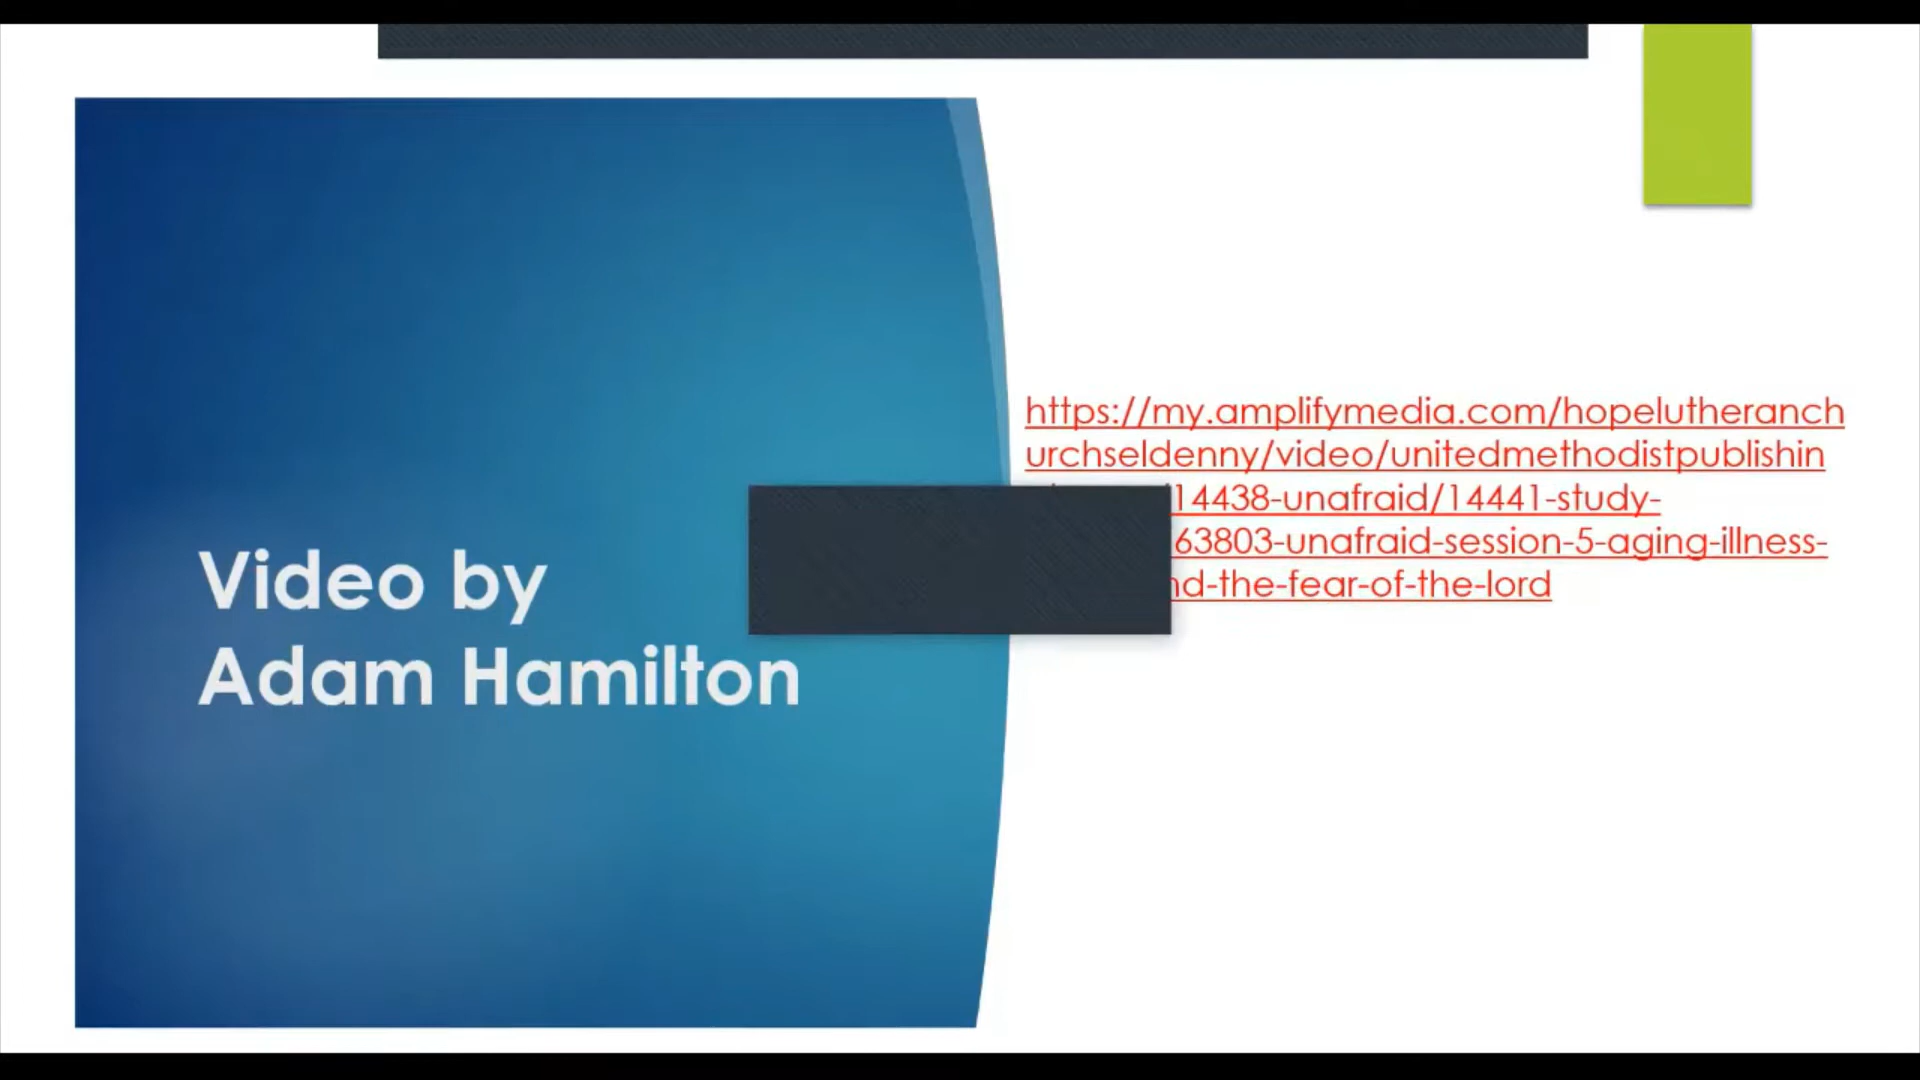 https://my.amplifymedia.com/hopelutheranch
urchseldenny/video/unitedmethodistpublishin
14438-unafraid/14441-study-
63803-unafraid-session-5-aging-illness-
nd-the-fear-of-the-lord
Video by
Adam Hamilton